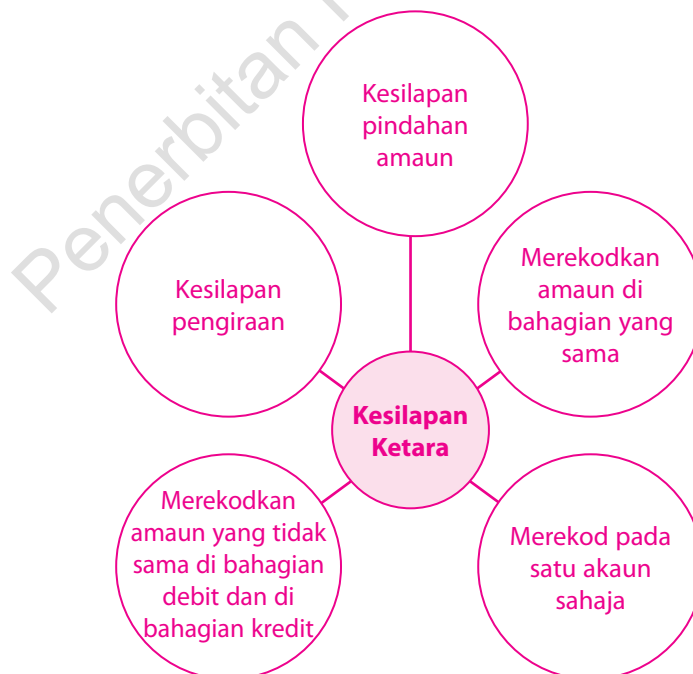 Penerbitan
Kesilapan
pindahan
amaun
Kesilapan
pengiraan
Merekodkan
amaun di
bahagian yang
sama
Kesilapan
Ketara
Merekodkan
amaun yang tidak
sama di bahagian
debit dan di
bahagian kredit
Merekod pada
satu akaun
sahaja